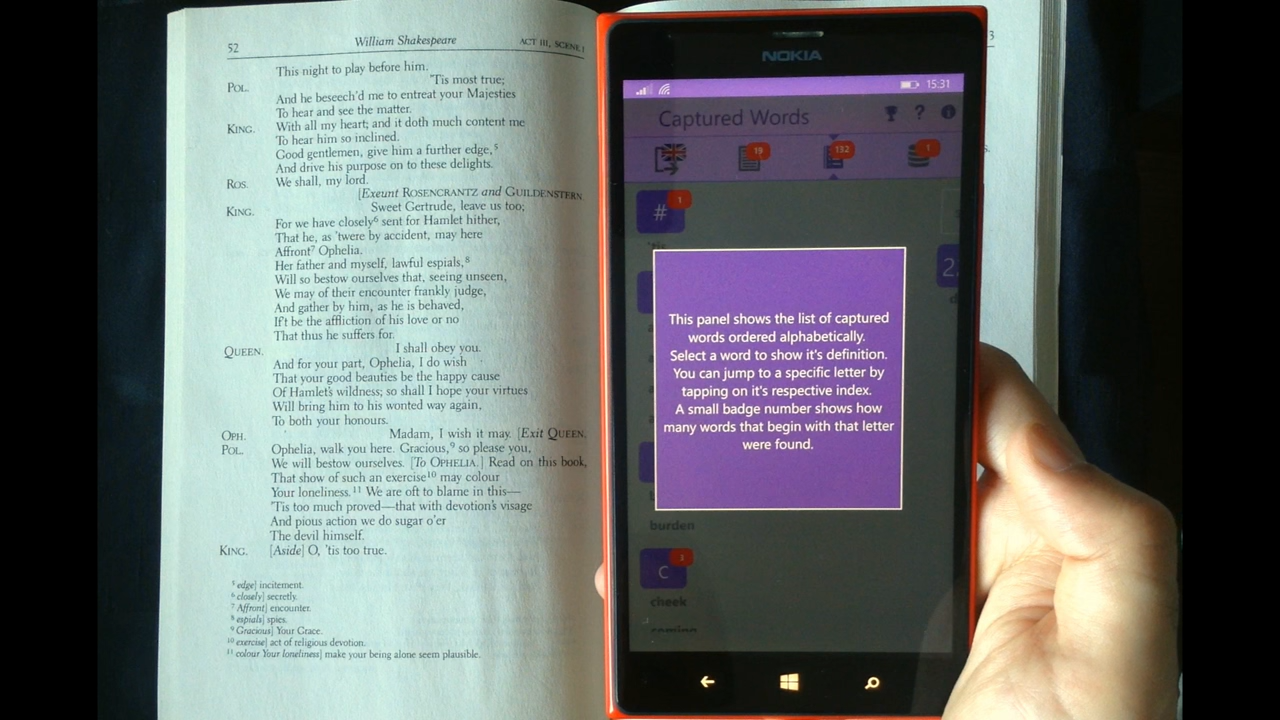 52 William Shakespeare ACT III, SCENE I
This night to play before him.
POL. 'Tis most true;
And he beseech'd me to entreat your Majesties
To hear and see the matter.
KING. With all my heart; and it doth much content me
To hear him so inclined.
Good gentlemen, give him a further edge,⁵
And drive his purpose on to these delights.
ROS. We shall, my lord.
[Exeunt ROSENCRANTZ and GUILDENSTERN.
KING. Sweet Gertrude, leave us too;
For we have closely⁶ sent for Hamlet hither,
That he, as 'twere by accident, may here
Affront⁷ Ophelia.
Her father and myself, lawful espials,⁸
Will so bestow ourselves that, seeing unseen,
We may of their encounter frankly judge,
And gather by him, as he is behaved,
If't be the affliction of his love or no
That thus he suffers for.
QUEEN. I shall obey you.
And for your part, Ophelia, I do wish
That your good beauties be the happy cause
Of Hamlet's wildness; so shall I hope your virtues
Will bring him to his wonted way again,
To both your honours.
OPH. Madam, I wish it may. [Exit QUEEN.
POL. Ophelia, walk you here. Gracious,⁹ so please you,
We will bestow ourselves. [To OPHELIA.] Read on this book,
That show of such an exercise¹⁰ may colour
Your loneliness.¹¹ We are oft to blame in this—
'Tis too much proved—that with devotion's visage
And pious action we do sugar o'er
The devil himself.
KING. [Aside] O, 'tis too true.
⁵ edge] incitement.
⁶ closely] secretly.
⁷ Affront] encounter.
⁸ espials] spies.
⁹ Gracious] Your Grace.
¹⁰ exercise] act of religious devotion.
¹¹ colour Your loneliness] make your being alone seem plausible.
NOKIA
15:31
Captured Words ?
19 132 1
# 1
'tis
This panel shows the list of captured
words ordered alphabetically.
Select a word to show it's definition.
You can jump to a specific letter by
tapping on it's respective index.
A small badge number shows how
many words that begin with that letter
were found.
burden
C 3
cheek
coming
3